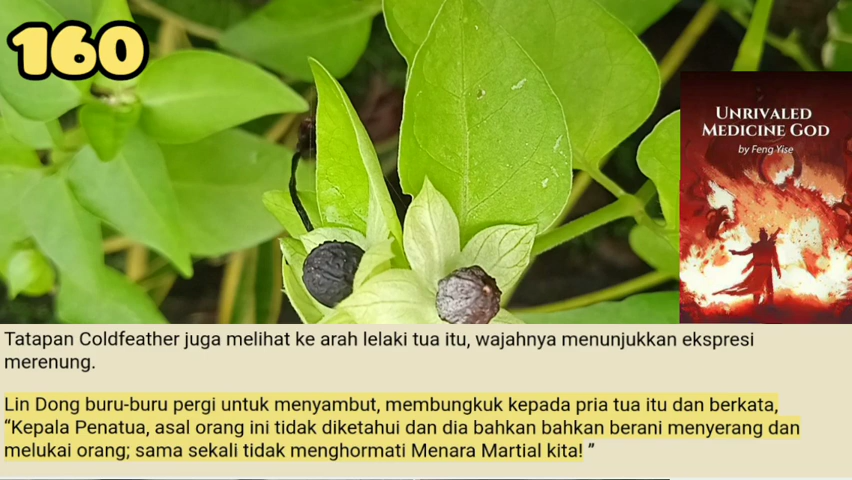 160
UNRIVALED
MEDICINE GOD
by Feng Yise
Tatapan Coldfeather juga melihat ke arah lelaki tua itu, wajahnya menunjukkan ekspresi
merenung.
Lin Dong buru-buru pergi untuk menyambut, membungkuk kepada pria tua itu dan berkata,
“Kepala Penatua, asal orang ini tidak diketahui dan dia bahkan bahkan berani menyerang dan
melukai orang; sama sekali tidak menghormati Menara Martial kita! ”